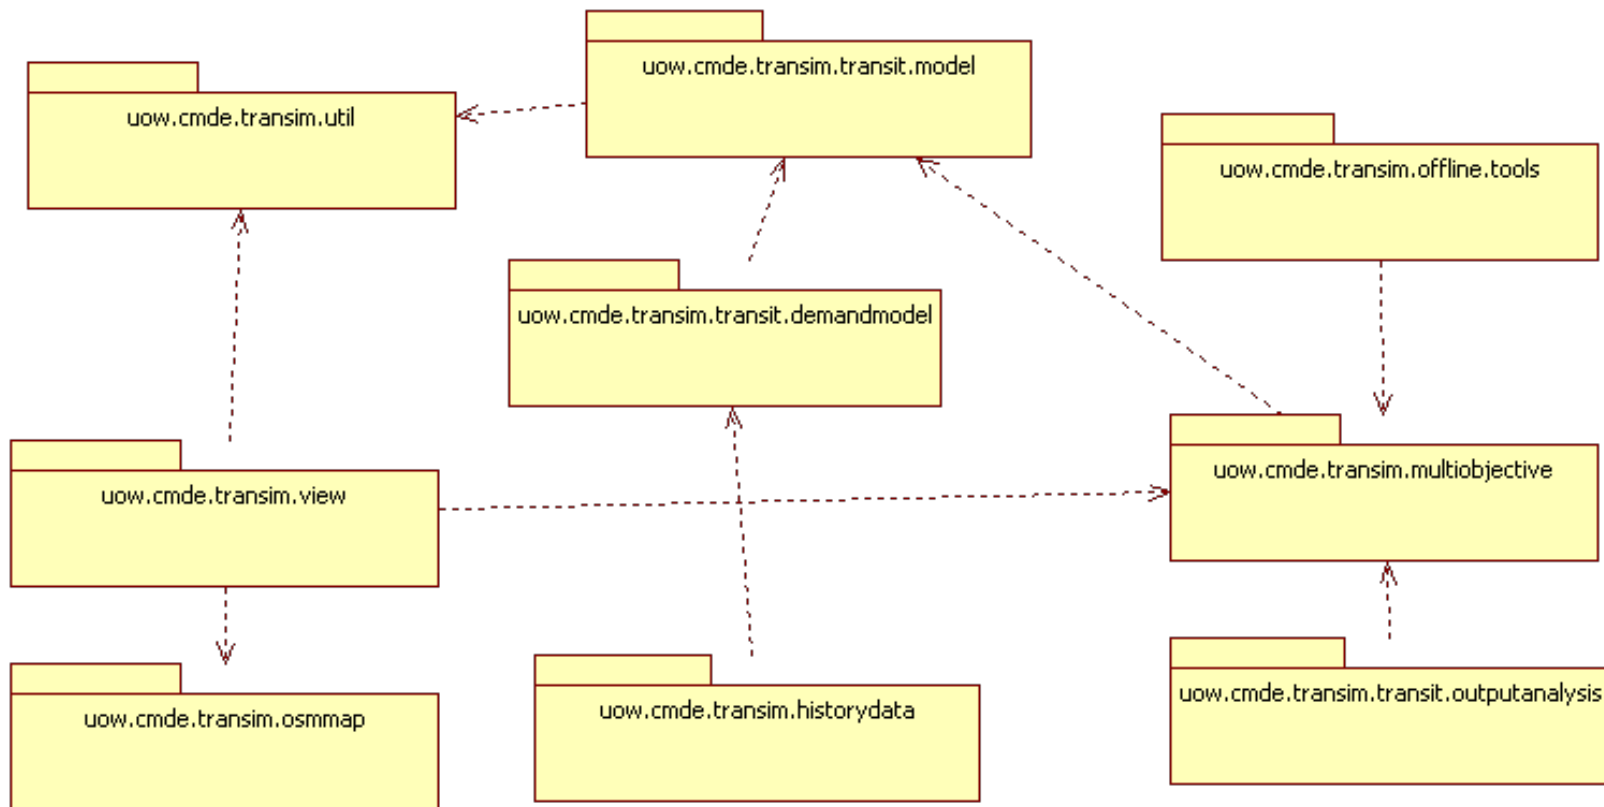 uow.cmde.transim.transit.model
uow.cmde.transim.util
uow.cmde.transim.offline.tools
uow.cmde.transim.transit.demandmodel
uow.cmde.transim.multiobjective
uow.cmde.transim.view
uow.cmde.transim.transit.outputanalysis
uow.cmde.transim.historydata
uow.cmde.transim.osmmap